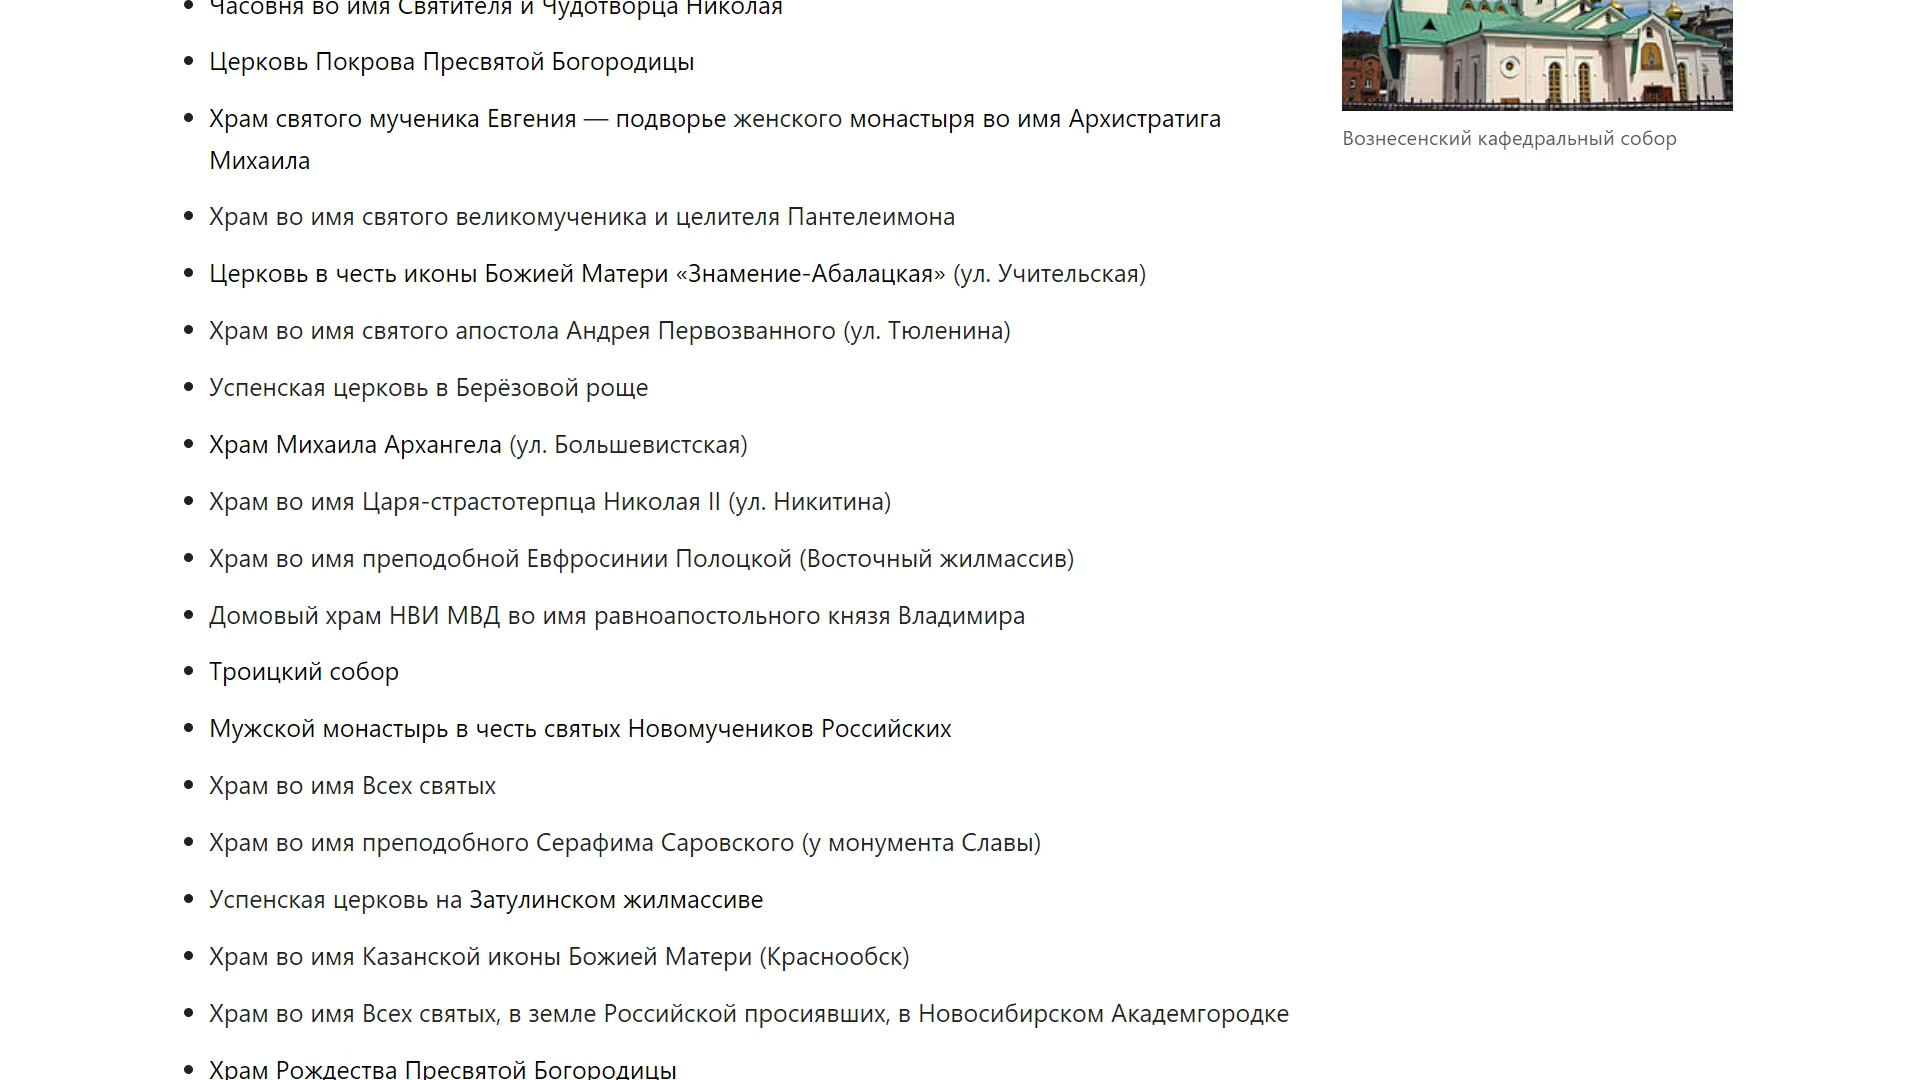 Часовня во имя Святителя и Чудотворца Николая
Церковь Покрова Пресвятой Богородицы
Храм святого мученика Евгения — подворье женского монастыря во имя Архистратига
Михаила
Храм во имя святого великомученика и целителя Пантелеимона
Церковь в честь иконы Божией Матери «Знамение-Абалацкая» (ул. Учительская)
Храм во имя святого апостола Андрея Первозванного (ул. Тюленина)
Успенская церковь в Берёзовой роще
Храм Михаила Архангела (ул. Большевистская)
Храм во имя Царя-страстотерпца Николая II (ул. Никитина)
Храм во имя преподобной Евфросинии Полоцкой (Восточный жилмассив)
Домовый храм НВИ МВД во имя равноапостольного князя Владимира
Троицкий собор
Мужской монастырь в честь святых Новомучеников Российских
Храм во имя Всех святых
Храм во имя преподобного Серафима Саровского (у монумента Славы)
Успенская церковь на Затулинском жилмассиве
Храм во имя Казанской иконы Божией Матери (Краснообск)
Храм во имя Всех святых, в земле Российской просиявших, в Новосибирском Академгородке
Храм Рождества Пресвятой Богородицы
Вознесенский кафедральный собор